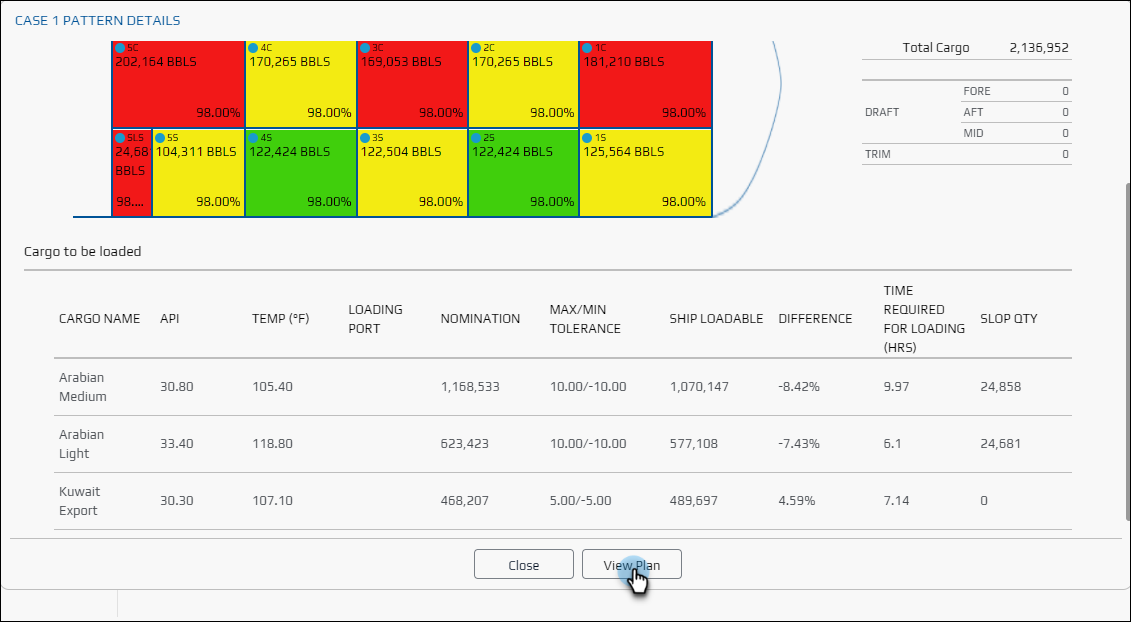 CASE 1 PATTERN DETAILS
5C 4C 3C 2C 1C
202,164 BBLS 170,265 BBLS 169,053 BBLS 170,265 BBLS 181,210 BBLS
98.00% 98.00% 98.00% 98.00% 98.00%
5LS 5S 4S 3S 2S 1S
24,68 104,311 BBLS 122,424 BBLS 122,504 BBLS 122,424 BBLS 125,564 BBLS
BBLS
98.... 98.00% 98.00% 98.00% 98.00% 98.00%
Total Cargo 2,136,952
FORE 0
DRAFT AFT 0
MID 0
TRIM 0
Cargo to be loaded
CARGO NAME API TEMP (°F) LOADING PORT NOMINATION MAX/MIN TOLERANCE SHIP LOADABLE DIFFERENCE TIME REQUIRED FOR LOADING (HRS) SLOP QTY
Arabian Medium 30.80 105.40 1,168,533 10.00/-10.00 1,070,147 -8.42% 9.97 24,858
Arabian Light 33.40 118.80 623,423 10.00/-10.00 577,108 -7.43% 6.1 24,681
Kuwait Export 30.30 107.10 468,207 5.00/-5.00 489,697 4.59% 7.14 0
Close View Plan